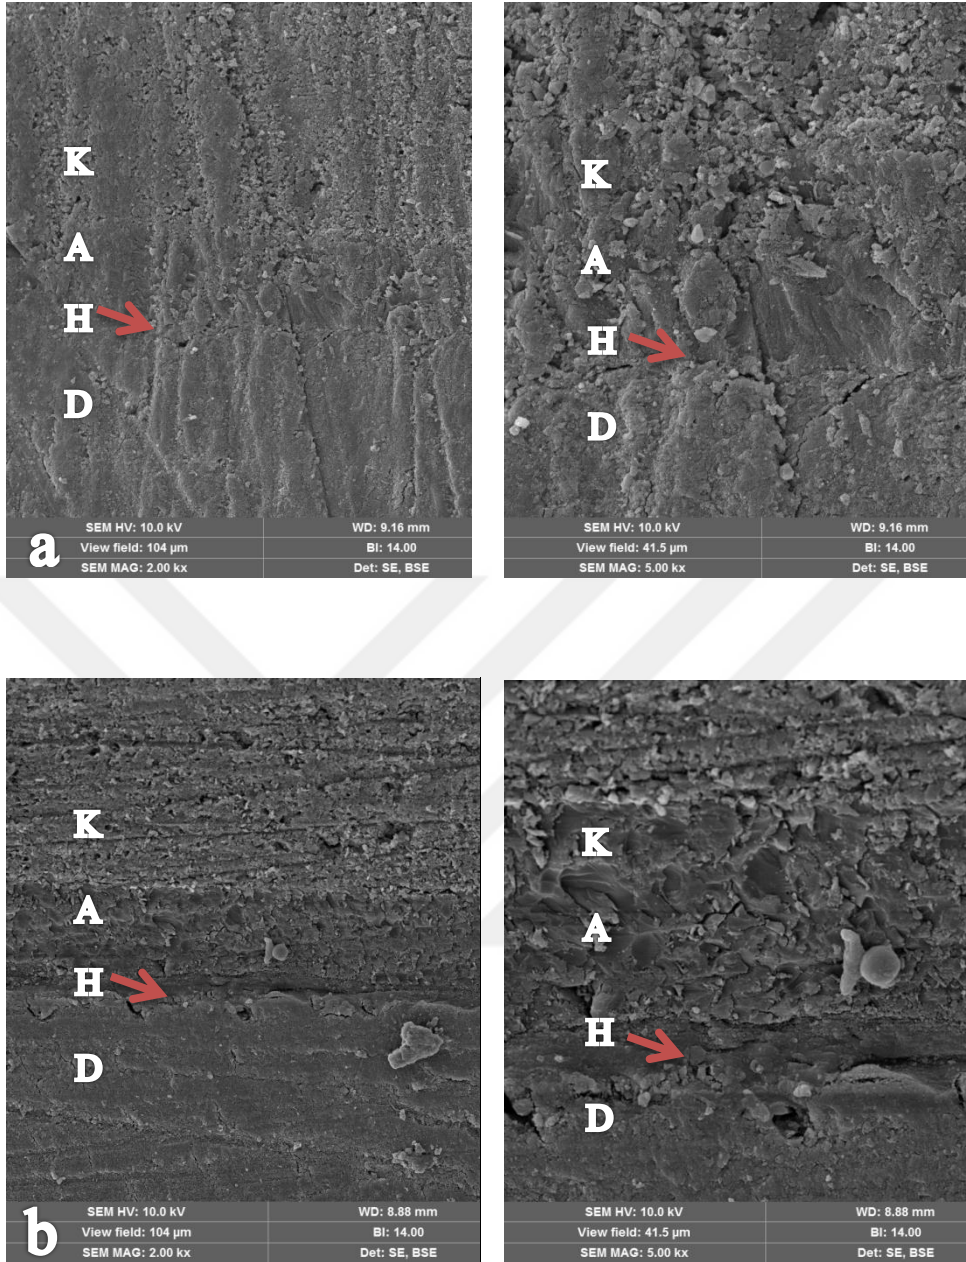 K
A
H
D
SEM HV: 10.0 kV WD: 9.16 mm
View field: 104 µm BI: 14.00
SEM MAG: 2.00 kx Det: SE, BSE
a
K
A
H
D
SEM HV: 10.0 kV WD: 9.16 mm
View field: 41.5 µm BI: 14.00
SEM MAG: 5.00 kx Det: SE, BSE
K
A
H
D
SEM HV: 10.0 kV WD: 8.88 mm
View field: 104 µm BI: 14.00
SEM MAG: 2.00 kx Det: SE, BSE
b
K
A
H
D
SEM HV: 10.0 kV WD: 8.88 mm
View field: 41.5 µm BI: 14.00
SEM MAG: 5.00 kx Det: SE, BSE